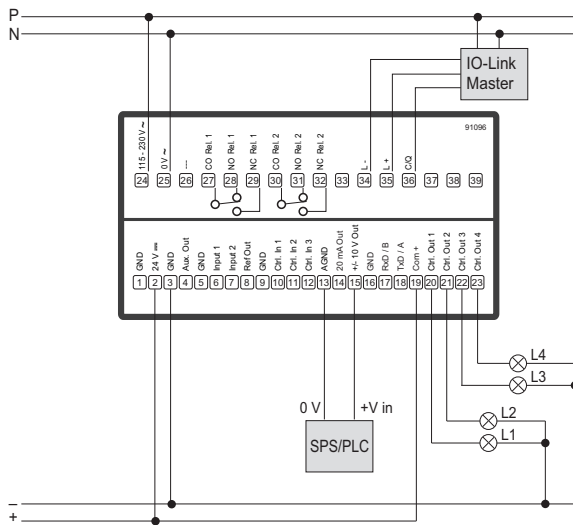 P
N
IO-Link
Master
91096
115 - 230 V ~
0 V ~
---
CO Rel. 1
NO Rel. 1
NC Rel. 1
CO Rel. 2
NO Rel. 2
NC Rel. 2
L -
L +
C/Q
24 25 26 27 28 29 30 31 32 33 34 35 36 37 38 39
GND
24 V ⎓
GND
Aux. Out
GND
Input 1
Input 2
Ref Out
GND
Ctrl. In 1
Ctrl. In 2
Ctrl. In 3
AGND
20 mA Out
+/- 10 V Out
GND
RxD / B
TxD / A
Com +
Ctrl. Out 1
Ctrl. Out 2
Ctrl. Out 3
Ctrl. Out 4
1 2 3 4 5 6 7 8 9 10 11 12 13 14 15 16 17 18 19 20 21 22 23
L4
L3
0 V +V in
L2
L1
SPS/PLC
–
+